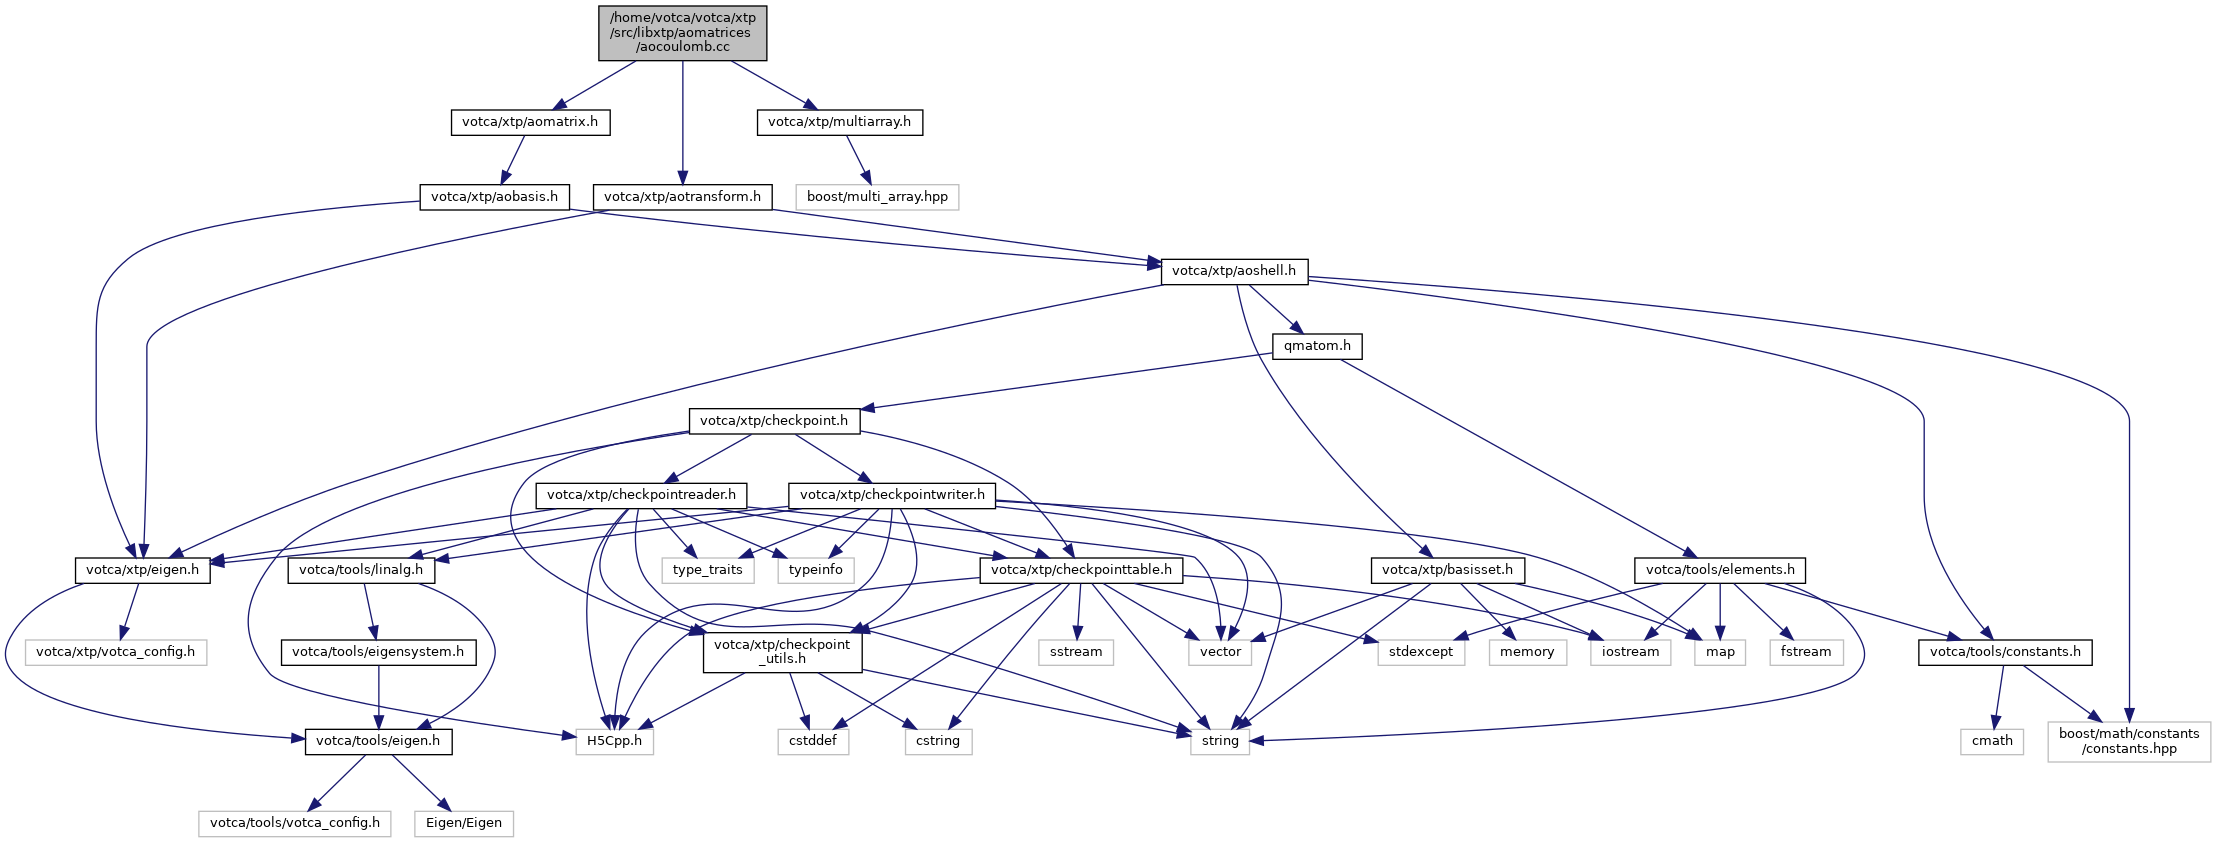 /home/votca/votca/xtp
/src/libxtp/aomatrices
/aocoulomb.cc
votca/xtp/aomatrix.h
votca/xtp/multiarray.h
votca/xtp/aobasis.h
votca/xtp/aotransform.h
boost/multi_array.hpp
votca/xtp/aoshell.h
qmatom.h
votca/xtp/checkpoint.h
votca/xtp/checkpointreader.h
votca/xtp/checkpointwriter.h
votca/xtp/eigen.h
votca/tools/linalg.h
type_traits
typeinfo
votca/xtp/checkpointtable.h
votca/xtp/basisset.h
votca/tools/elements.h
votca/xtp/votca_config.h
votca/tools/eigensystem.h
votca/xtp/checkpoint
_utils.h
sstream
vector
stdexcept
memory
iostream
map
fstream
votca/tools/constants.h
votca/tools/eigen.h
H5Cpp.h
cstddef
cstring
string
cmath
boost/math/constants
/constants.hpp
votca/tools/votca_config.h
Eigen/Eigen